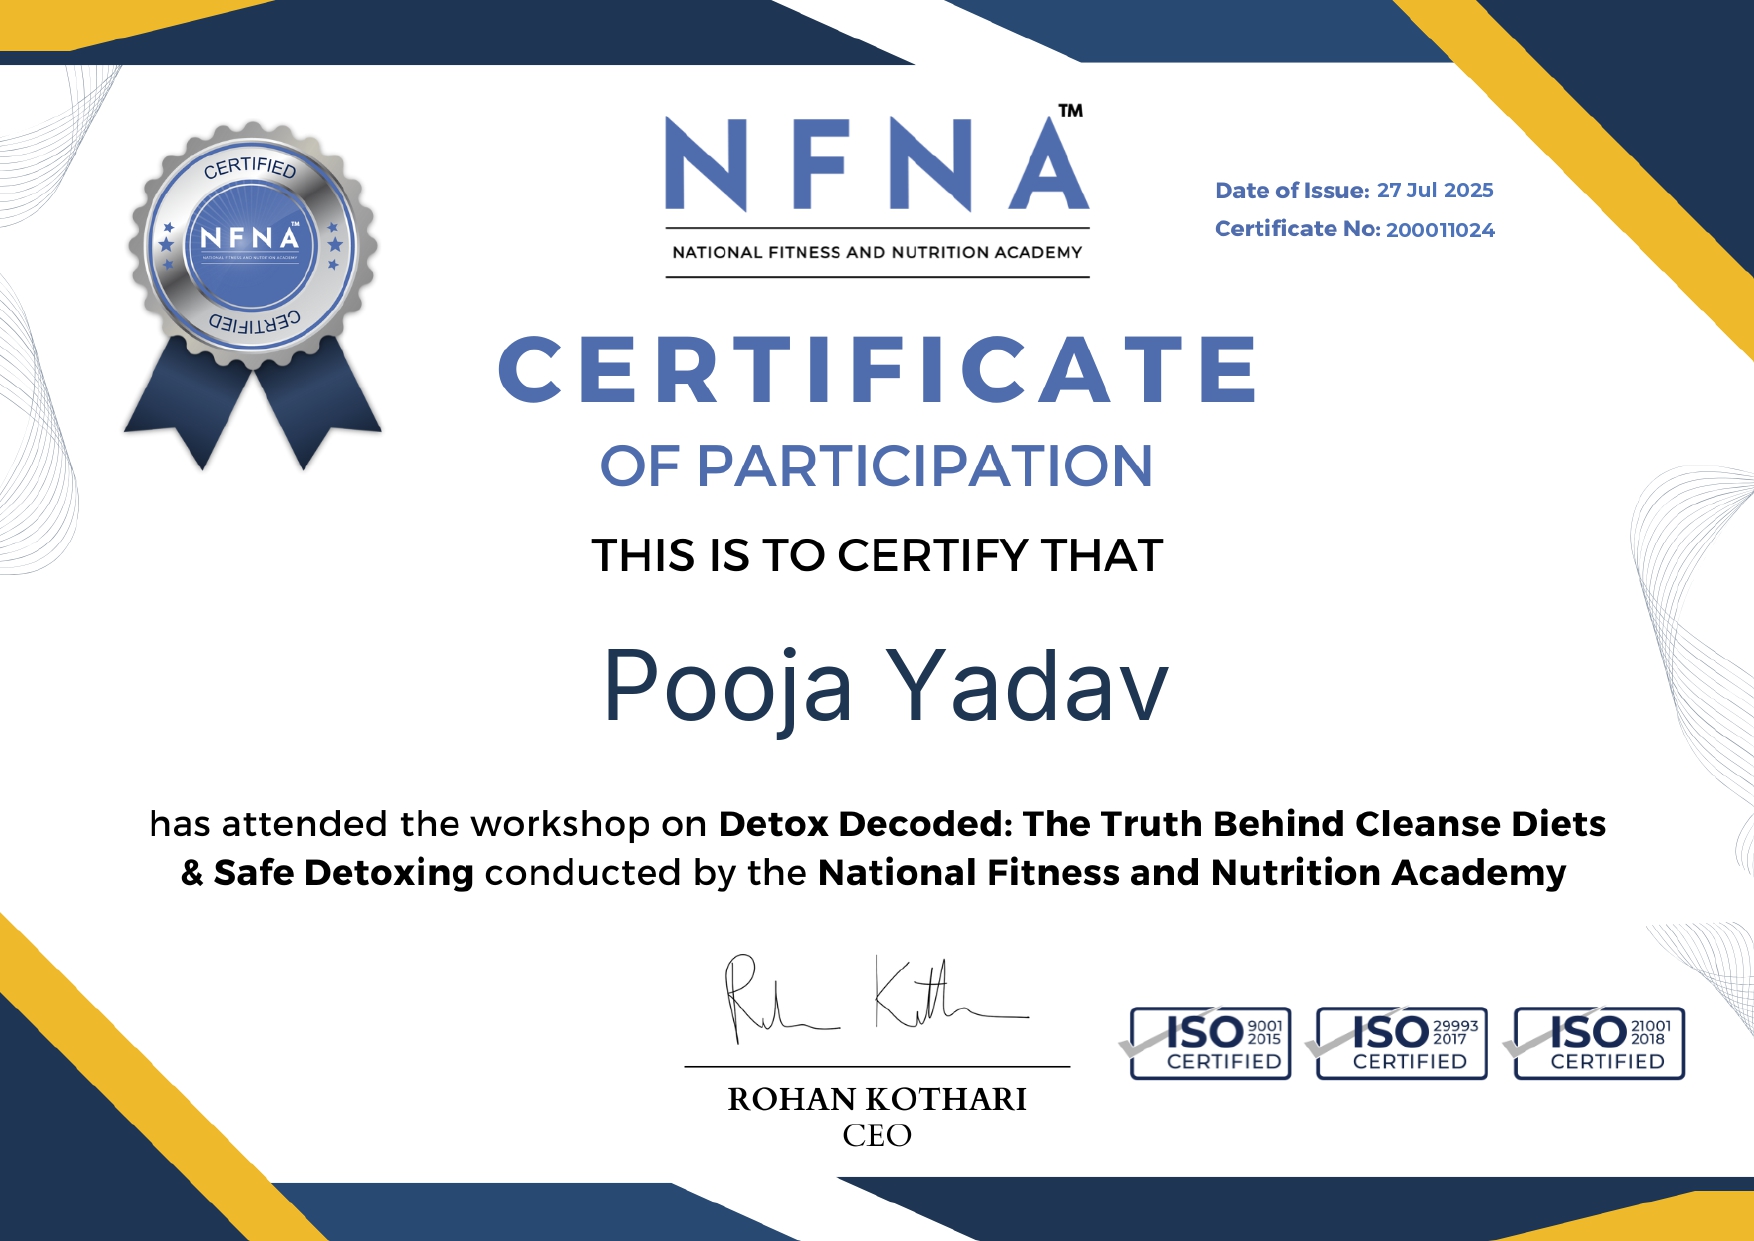 CERTIFIED
NFNA™
NATIONAL FITNESS AND NUTRITION ACADEMY
CERTIFIED
NFNA™
NATIONAL FITNESS AND NUTRITION ACADEMY
Date of Issue: 27 Jul 2025
Certificate No: 200011024
CERTIFICATE
OF PARTICIPATION
THIS IS TO CERTIFY THAT
Pooja Yadav
has attended the workshop on Detox Decoded: The Truth Behind Cleanse Diets
& Safe Detoxing conducted by the National Fitness and Nutrition Academy
ROHAN KOTHARI
CEO
ISO 9001 2015
CERTIFIED
ISO 29993 2017
CERTIFIED
ISO 21001 2018
CERTIFIED